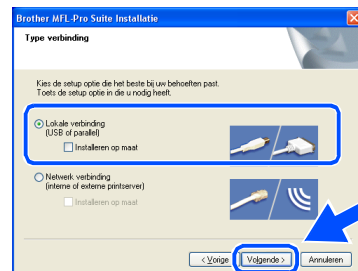 Brother MFL-Pro Suite Installatie
Type verbinding
Kies de setup optie die het beste bij uw behoeften past.
Toets de setup optie in die u nodig heeft.
Lokale verbinding
(USB of parallel)
Installeren op maat
Netwerk verbinding
(interne of externe printserver)
Installeren op maat
< Vorige
Volgende >
Annuleren